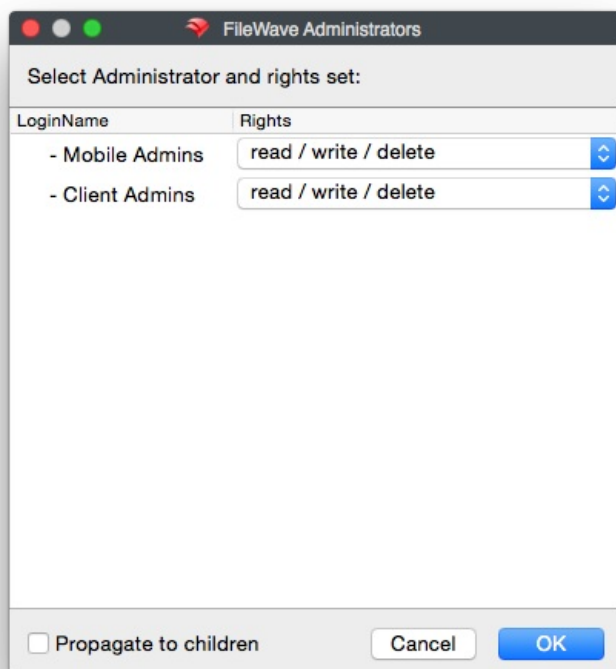 FileWave Administrators
Select Administrator and rights set:
LoginName Rights
- Mobile Admins read / write / delete
- Client Admins read / write / delete
Propagate to children Cancel OK